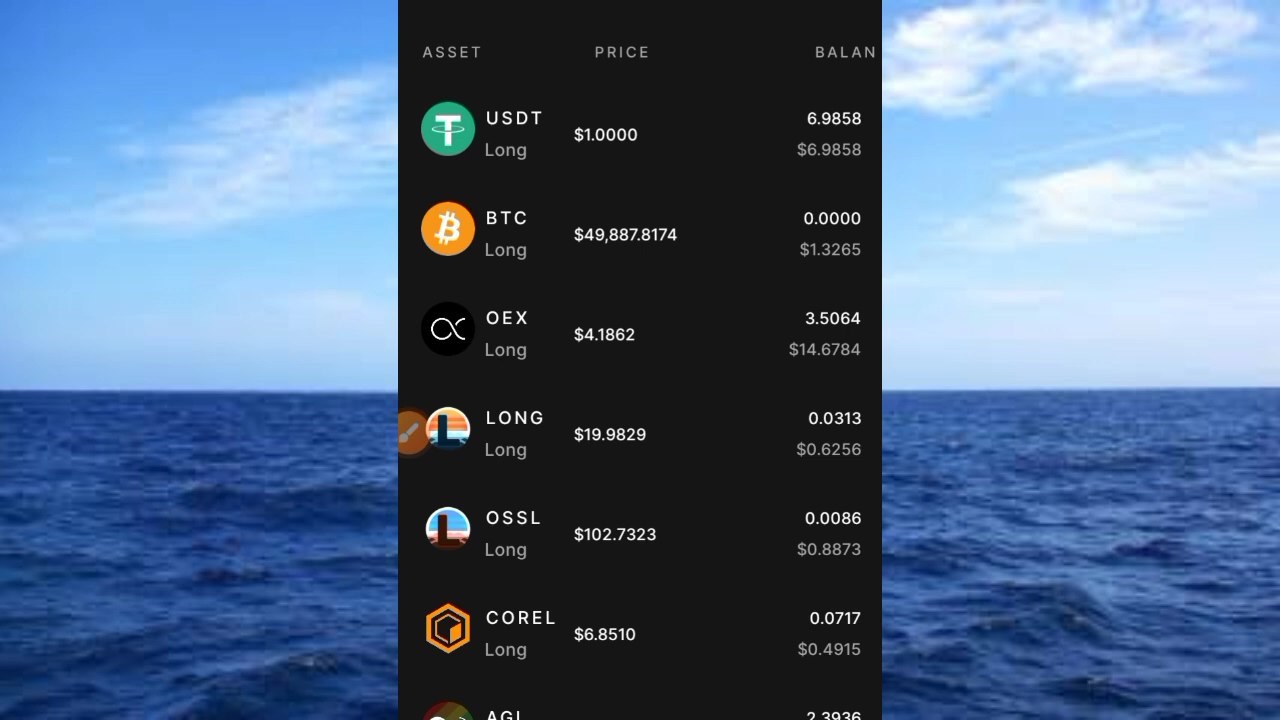 ASSET PRICE BALAN
USDT 6.9858
$1.0000
Long $6.9858
BTC 0.0000
$49,887.8174
Long $1.3265
OEX 3.5064
$4.1862
Long $14.6784
LONG 0.0313
$19.9829
Long $0.6256
OSSL 0.0086
$102.7323
Long $0.8873
COREL 0.0717
$6.8510
Long $0.4915
2.3936